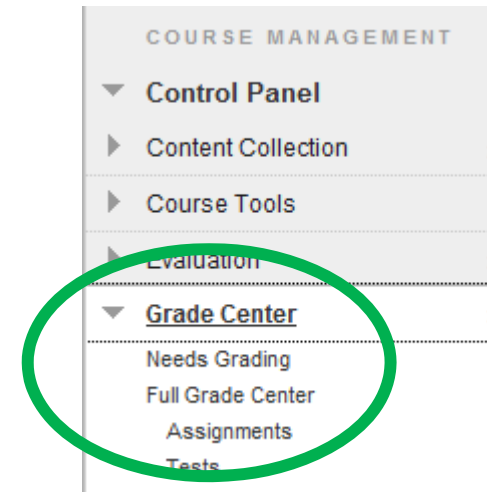 COURSE MANAGEMENT
Control Panel
Content Collection
Course Tools
Evaluation
Grade Center
Needs Grading
Full Grade Center
Assignments
Tests